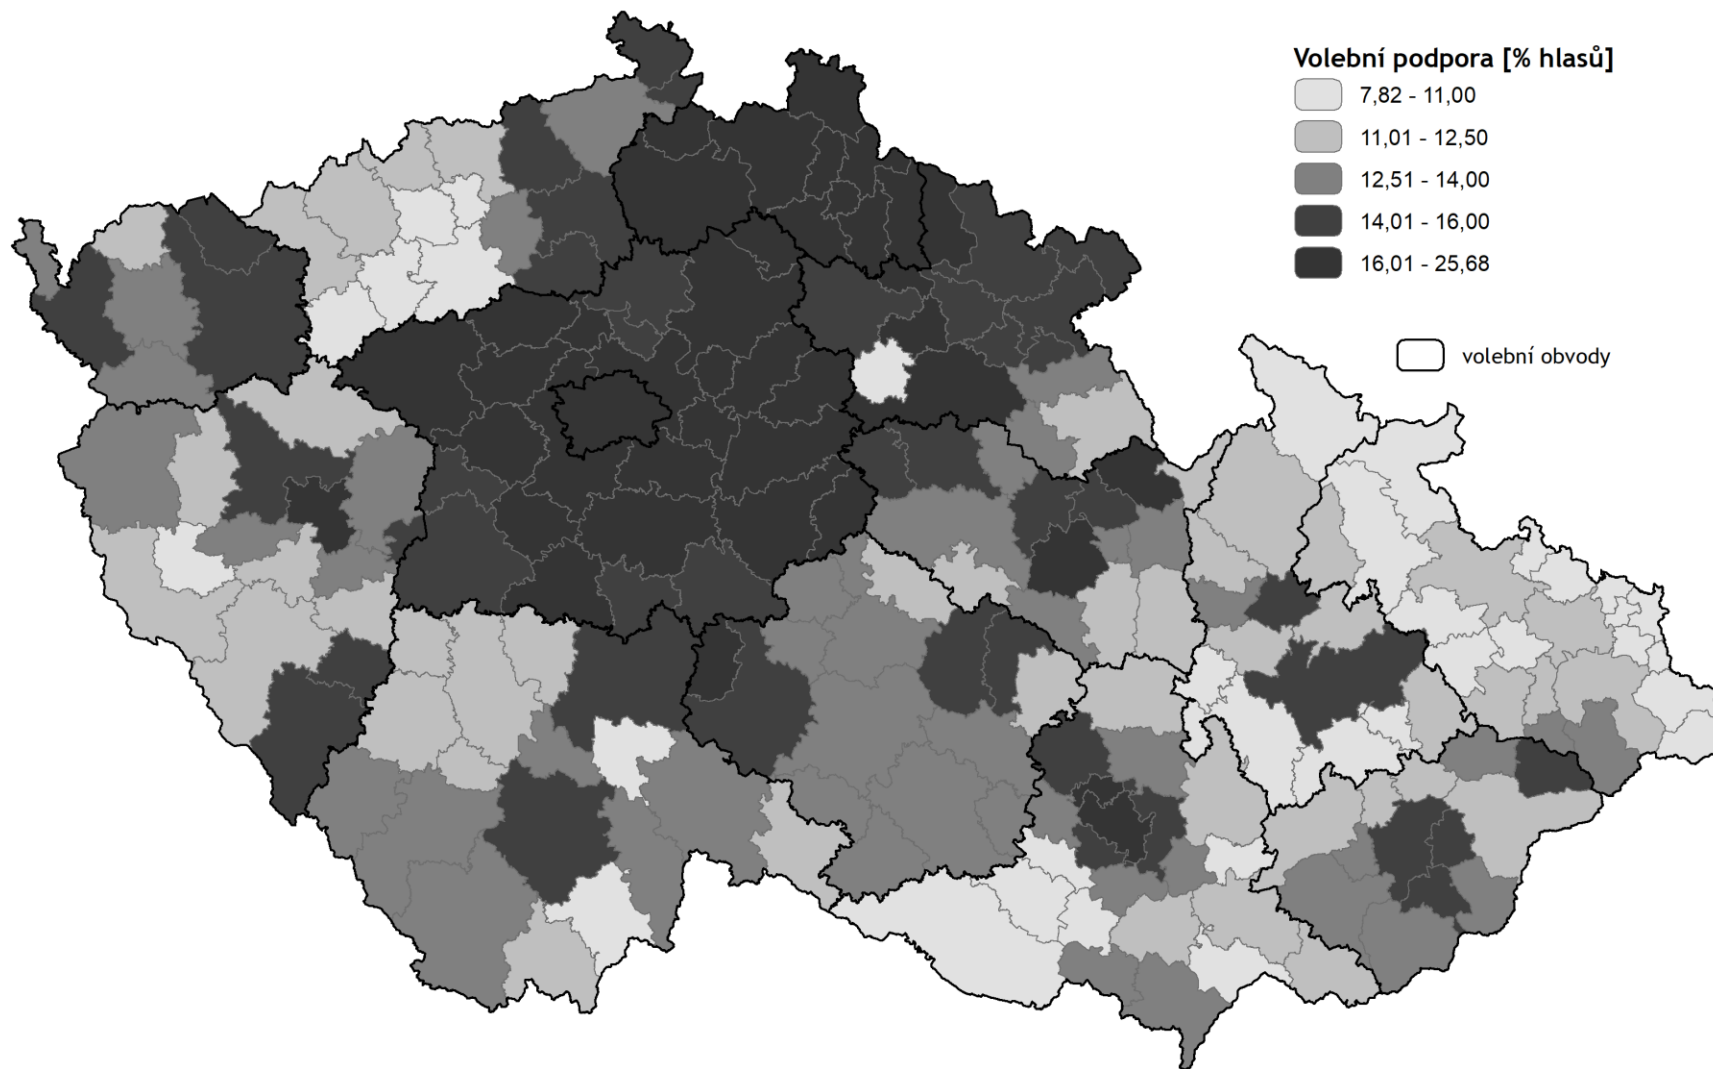 Volební podpora [% hlasů]
7,82 - 11,00
11,01 - 12,50
12,51 - 14,00
14,01 - 16,00
16,01 - 25,68
volební obvody